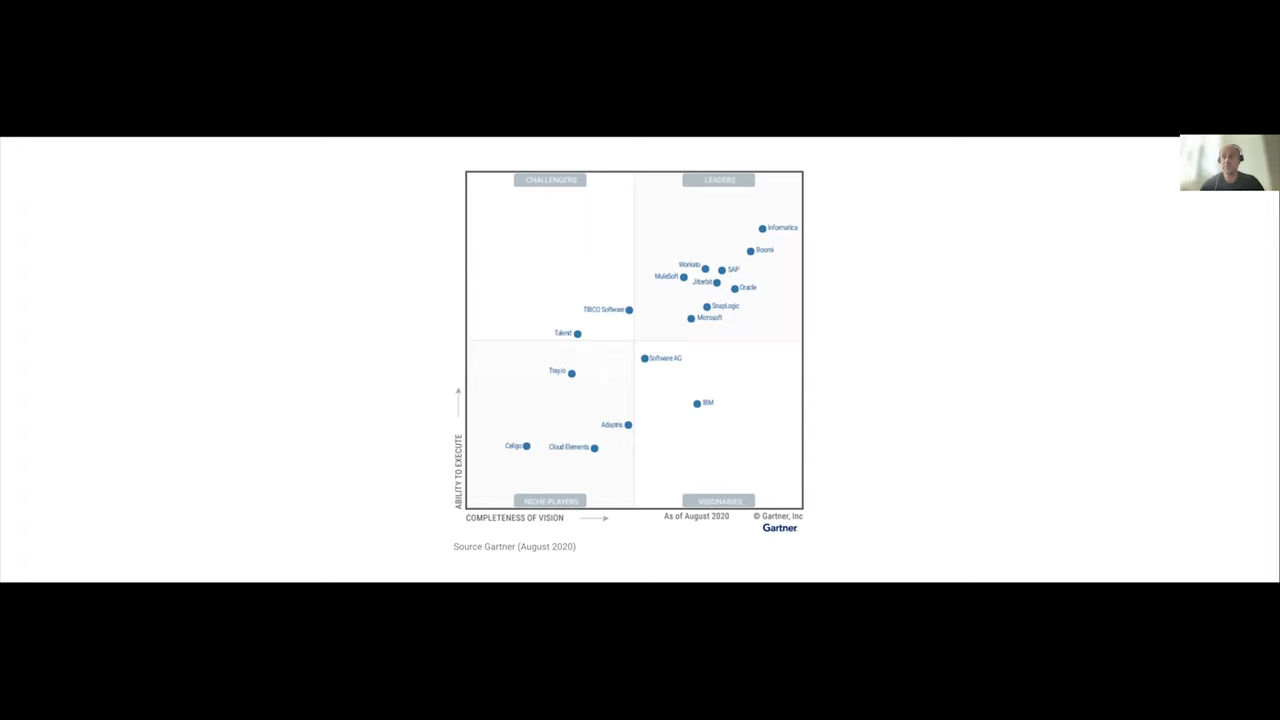 CHALLENGERS
LEADERS
Informatica
Boomi
Workato
SAP
MuleSoft
Jitterbit
Oracle
SnapLogic
TIBCO Software
Microsoft
Talend
Software AG
Tray.io
IBM
Adaptris
Celigo
Cloud Elements
ABILITY TO EXECUTE
NICHE PLAYERS
VISIONARIES
COMPLETENESS OF VISION
As of August 2020
© Gartner, Inc
Gartner
Source Gartner (August 2020)